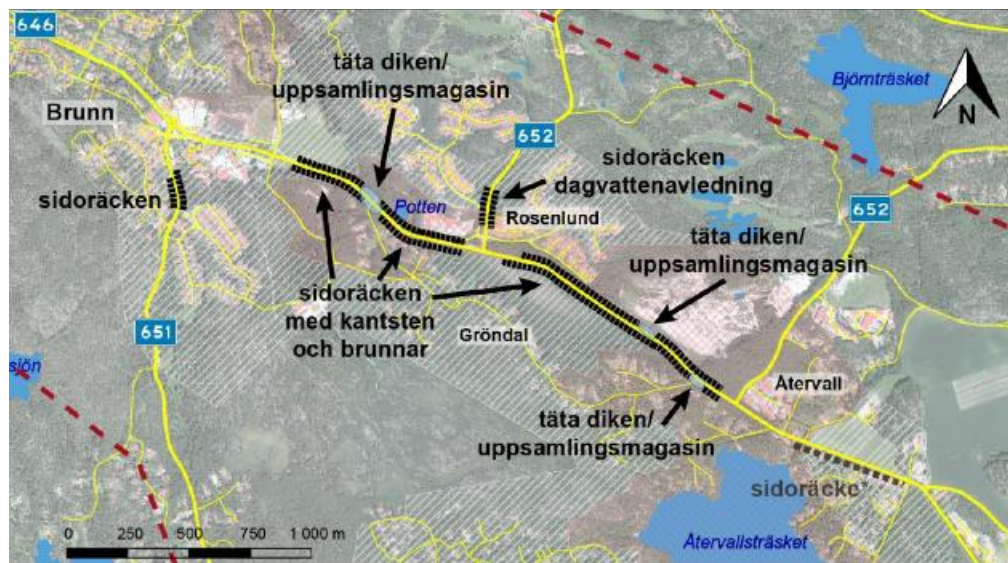 646
täta diken/
uppsamlingsmagasin
Björnträsket
N
Brunn
652
sidoräcken
dagvattenavledning
sidoräcken
Potten
Rosenlund
652
täta diken/
uppsamlingsmagasin
sidoräcken
med kantsten
och brunnar
651
Gröndal
sjön
Återvall
täta diken/
uppsamlingsmagasin
sidoräcke*
0 250 500 750 1 000 m
Återvallsträsket